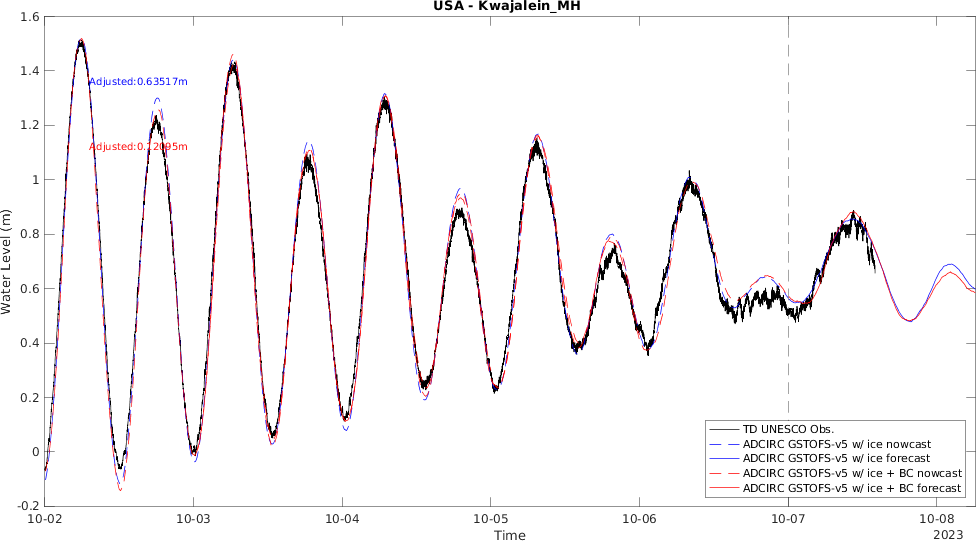 USA - Kwajalein_MH
1.6
1.4
1.2
1
0.8
0.6
0.4
0.2
0
-0.2
Water Level (m)
Adjusted:0.63517m
Adjusted:0.12095m
TD UNESCO Obs.
ADCIRC GSTOFS-v5 w/ ice nowcast
ADCIRC GSTOFS-v5 w/ ice forecast
ADCIRC GSTOFS-v5 w/ ice + BC nowcast
ADCIRC GSTOFS-v5 w/ ice + BC forecast
10-02 10-03 10-04 10-05 10-06 10-07 10-08
Time
2023